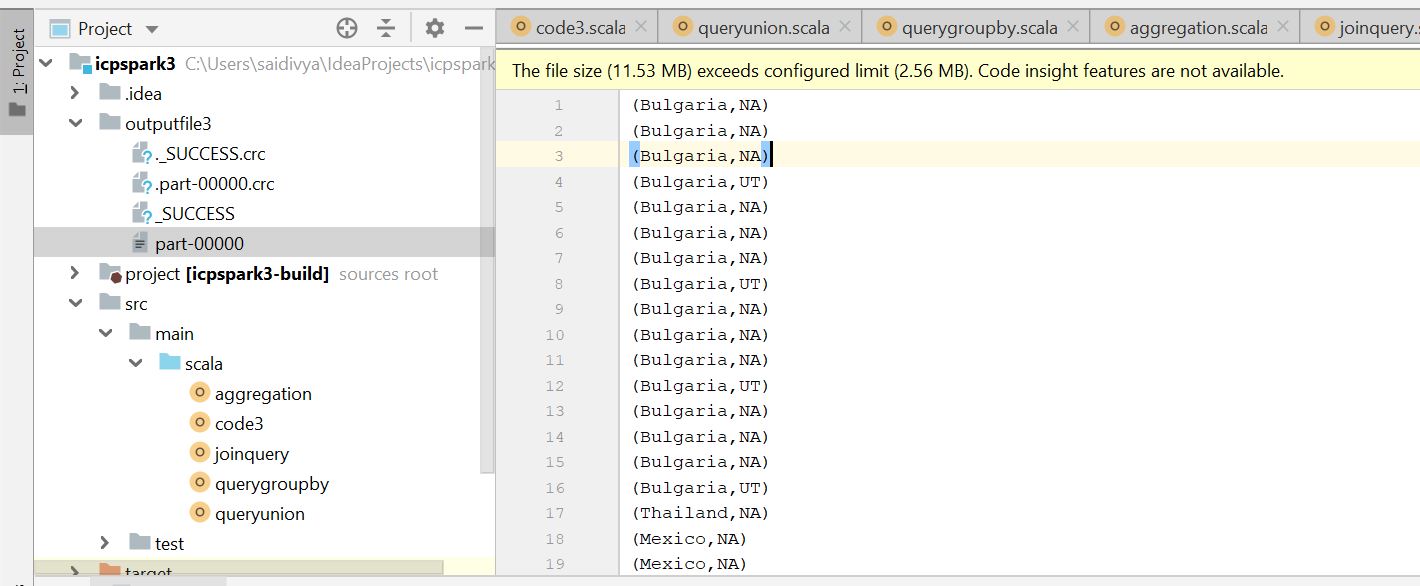 1: Project
Project
icpspark3 C:\Users\saidivya\IdeaProjects\icpspark
.idea
outputfile3
._SUCCESS.crc
.part-00000.crc
_SUCCESS
part-00000
project [icpspark3-build] sources root
src
main
scala
aggregation
code3
joinquery
querygroupby
queryunion
test
target
code3.scala
queryunion.scala
querygroupby.scala
aggregation.scala
joinquery.s
The file size (11.53 MB) exceeds configured limit (2.56 MB). Code insight features are not available.
1 (Bulgaria,NA)
2 (Bulgaria,NA)
3 (Bulgaria,NA)
4 (Bulgaria,UT)
5 (Bulgaria,NA)
6 (Bulgaria,NA)
7 (Bulgaria,NA)
8 (Bulgaria,UT)
9 (Bulgaria,NA)
10 (Bulgaria,NA)
11 (Bulgaria,NA)
12 (Bulgaria,UT)
13 (Bulgaria,NA)
14 (Bulgaria,NA)
15 (Bulgaria,NA)
16 (Bulgaria,UT)
17 (Thailand,NA)
18 (Mexico,NA)
19 (Mexico,NA)